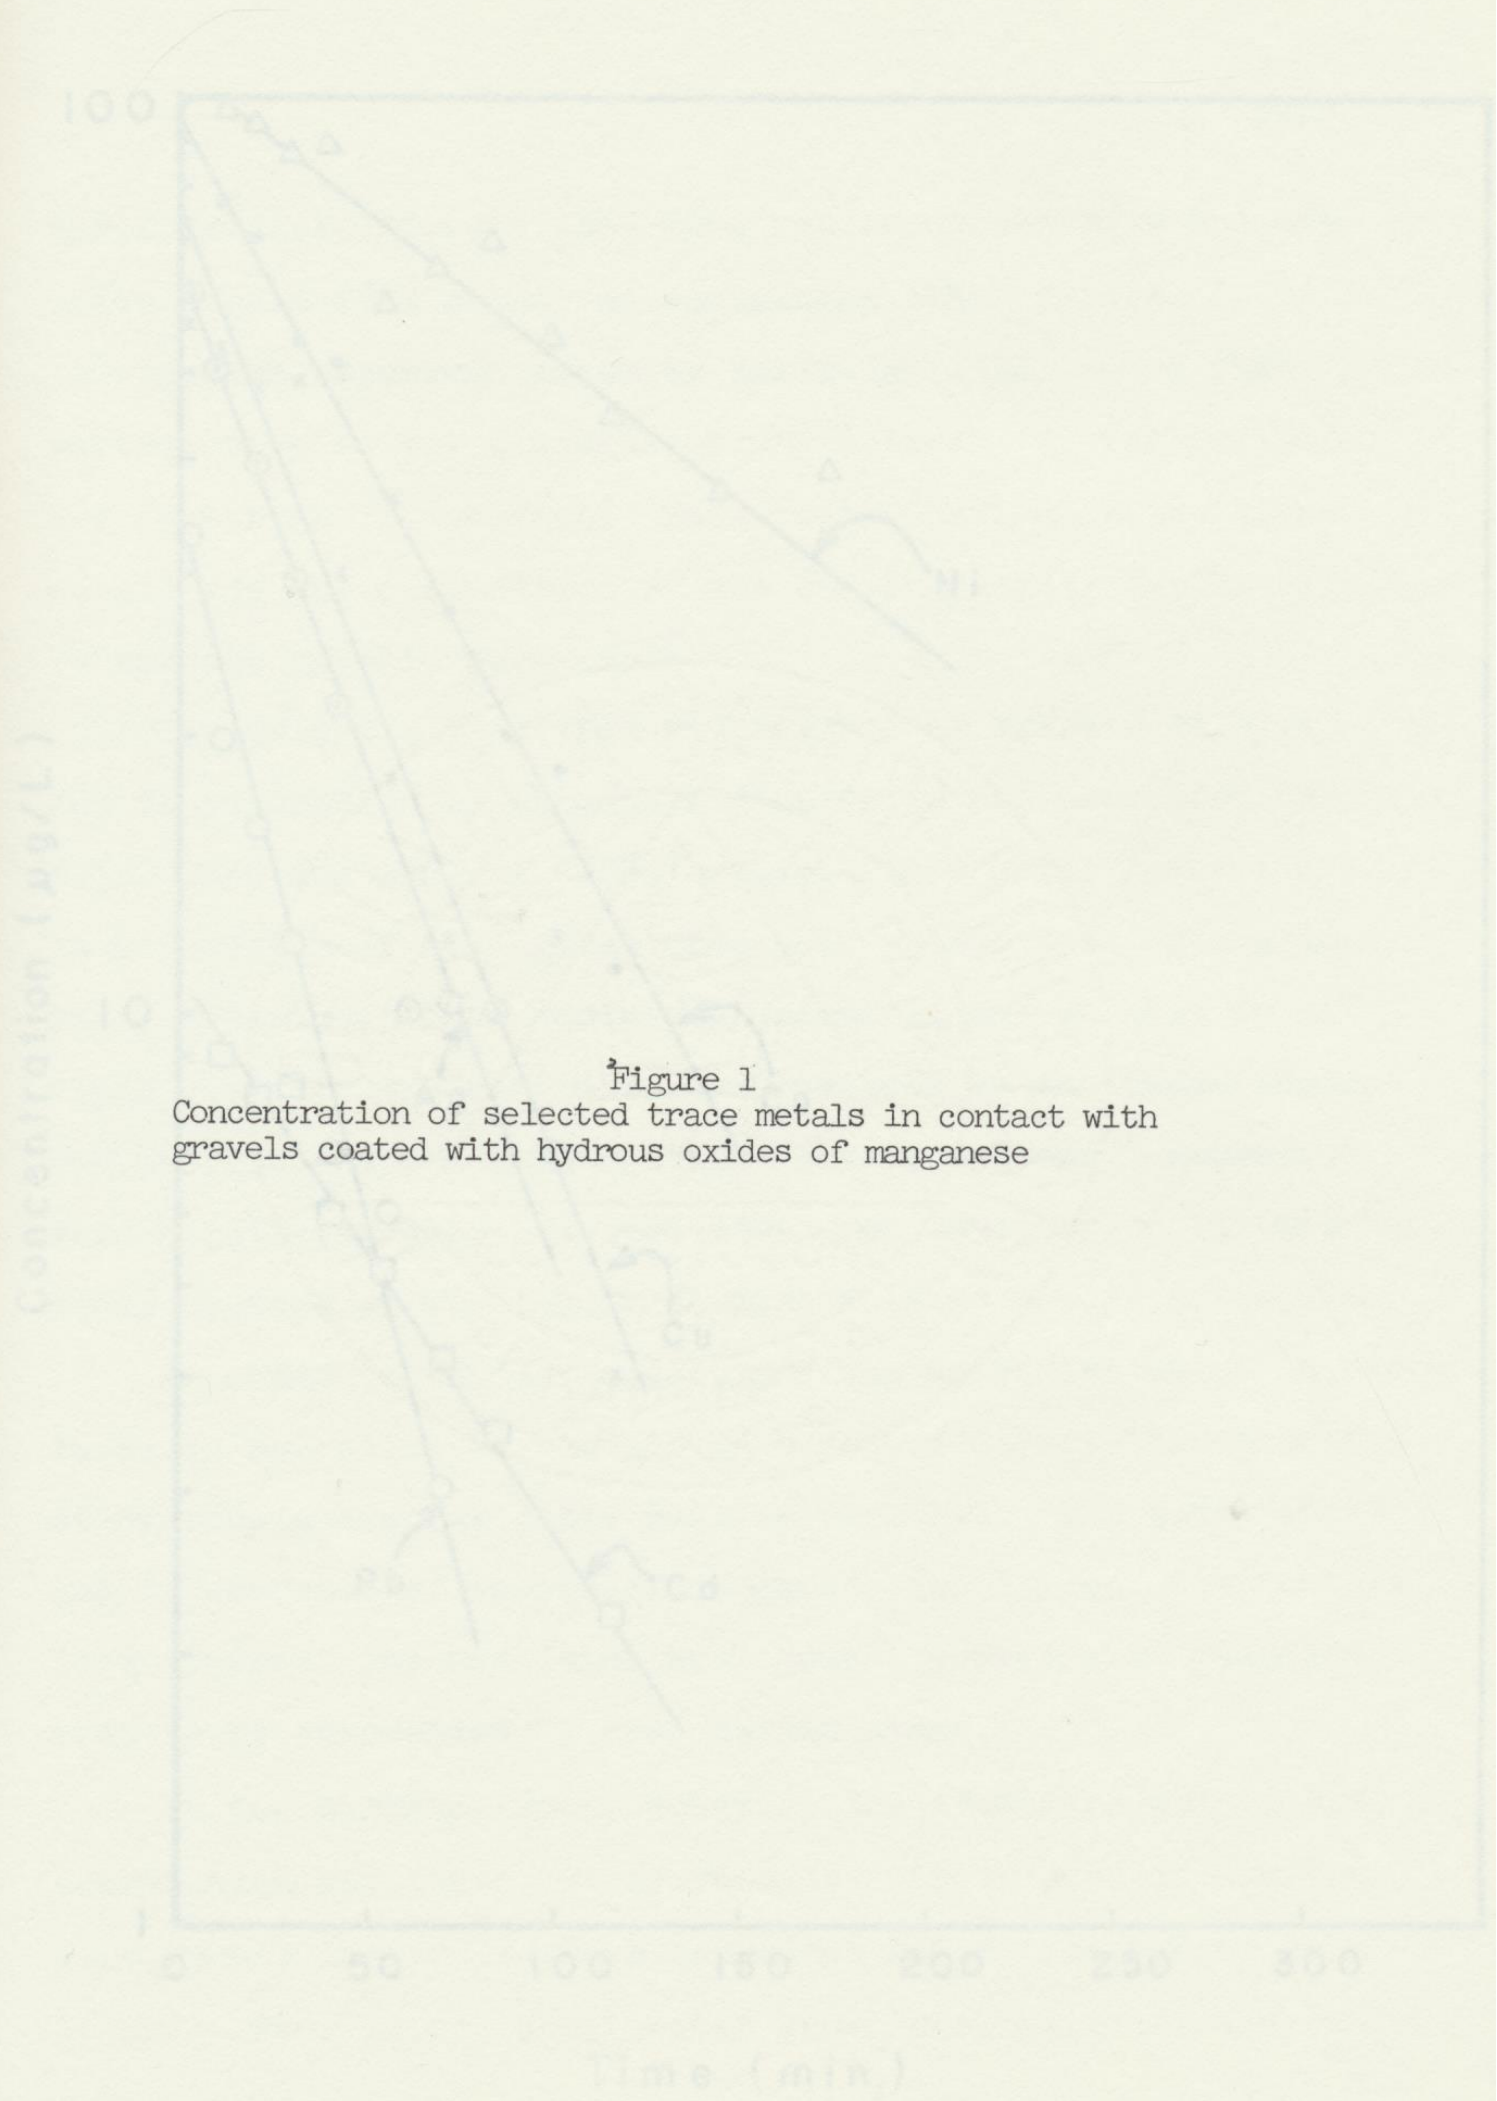 100
Ni
Concentration (µg/L)
10
Figure 1
Concentration of selected trace metals in contact with
gravels coated with hydrous oxides of manganese
Cu
Pb
Cd
1
0 50 100 150 200 250 300
Time (min.)